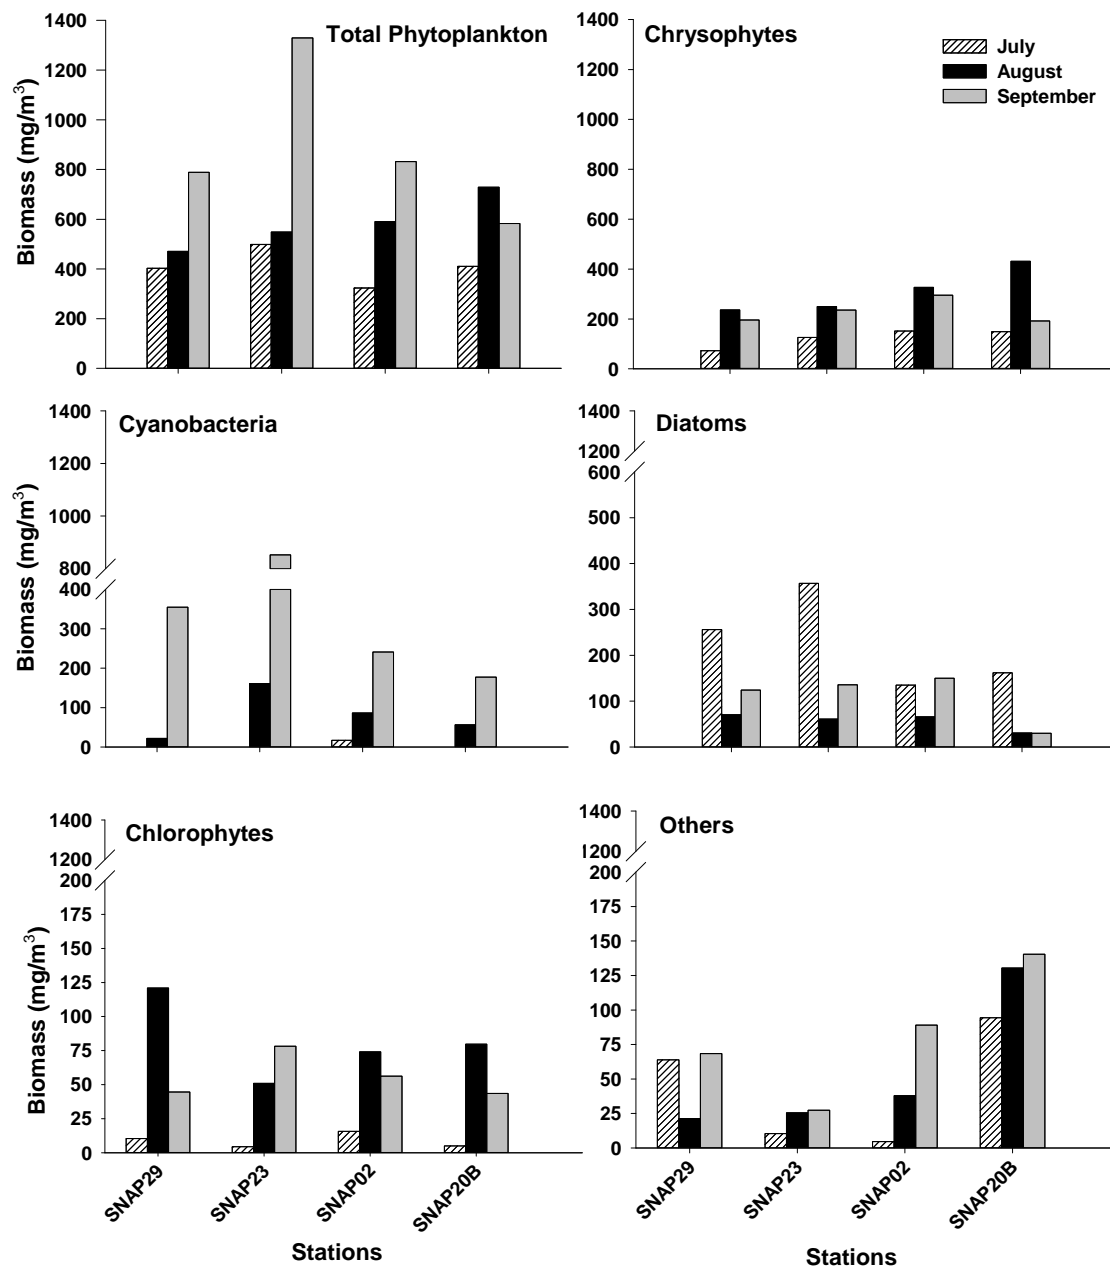 Total Phytoplankton
1400
1200
1000
800
600
400
200
0
Biomass (mg/m³)
Chrysophytes
July
August
September
1400
1200
1000
800
600
400
200
0
Cyanobacteria
1400
1200
1000
800
400
300
200
100
0
Biomass (mg/m³)
Diatoms
1400
1200
600
500
400
300
200
100
0
Chlorophytes
1400
1200
200
175
150
125
100
75
50
25
0
Biomass (mg/m³)
SNAP29
SNAP23
SNAP02
SNAP20B
Stations
Others
1400
1200
200
175
150
125
100
75
50
25
0
SNAP29
SNAP23
SNAP02
SNAP20B
Stations